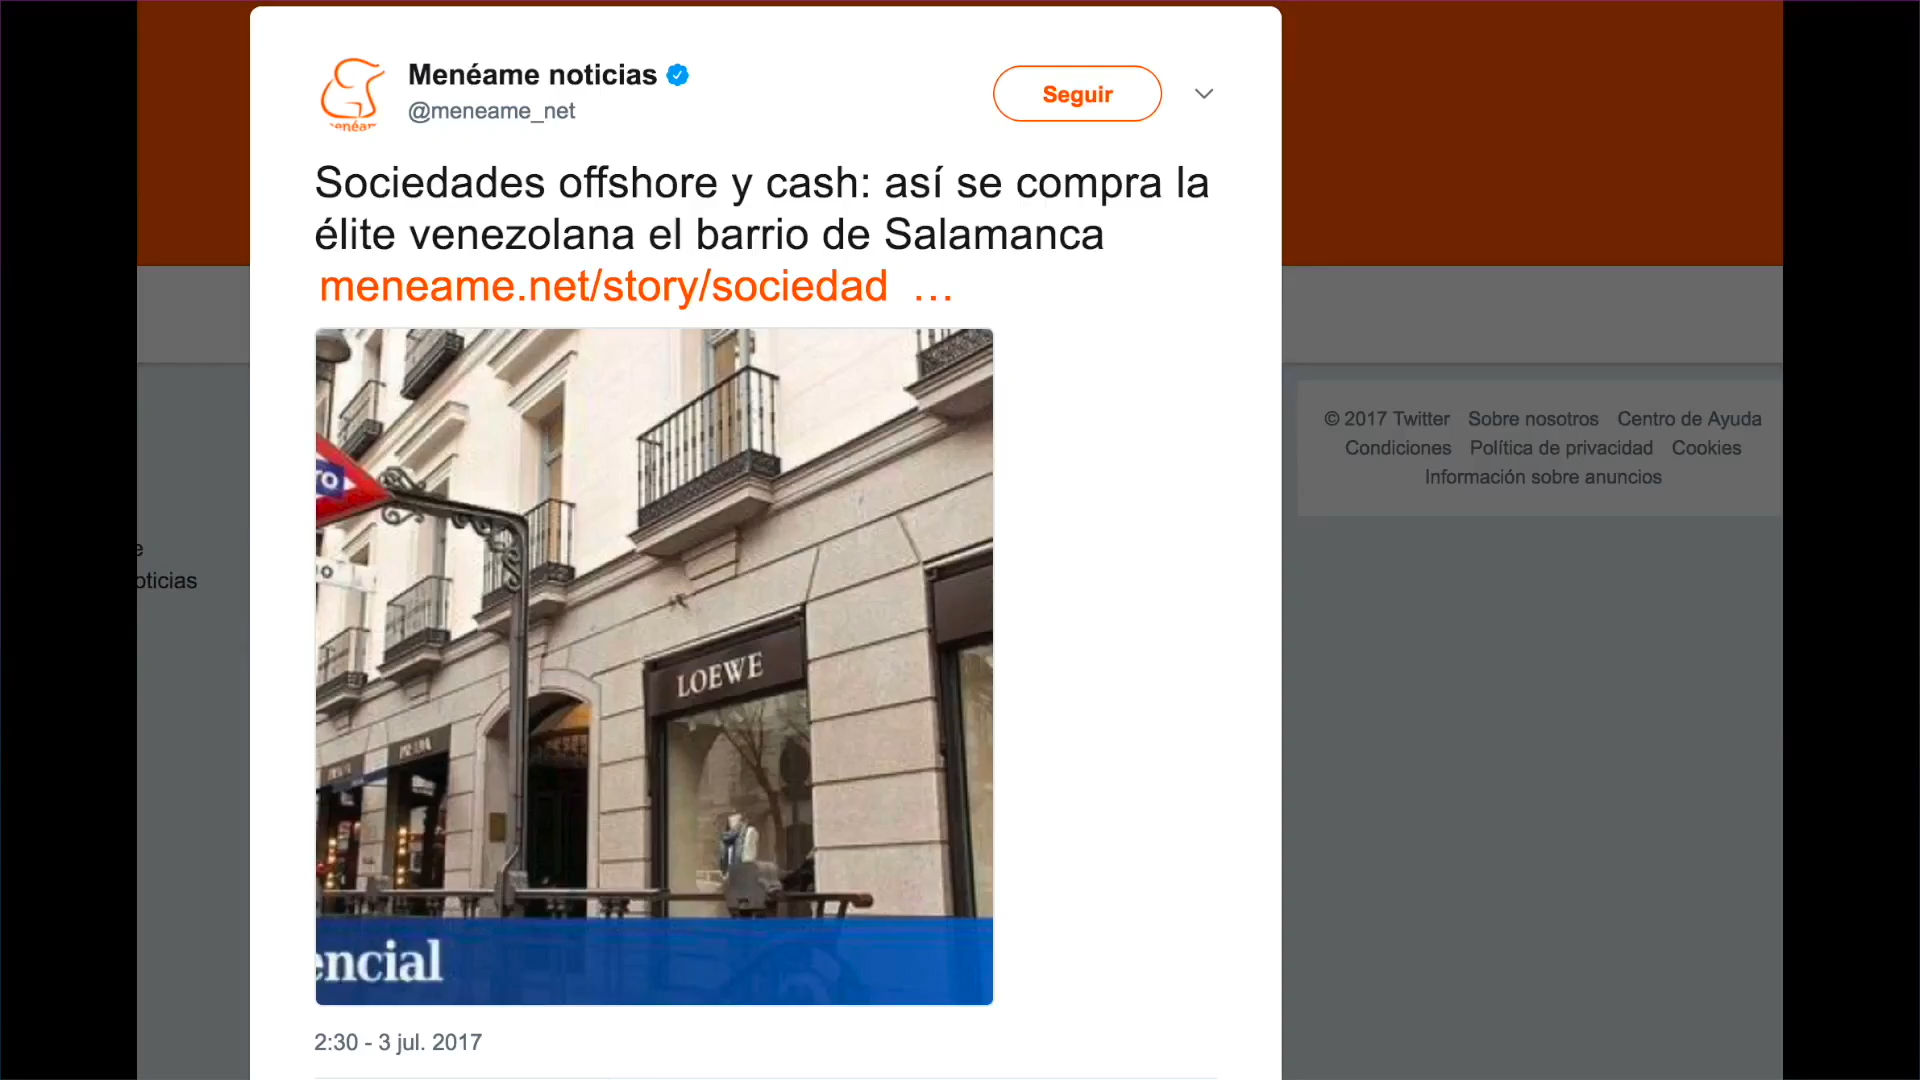 Menéame noticias
@meneame_net
Seguir
Sociedades offshore y cash: así se compra la
élite venezolana el barrio de Salamanca
meneame.net/story/sociedad ...
LOEWE
PRADA
encial
2:30 - 3 jul. 2017
© 2017 Twitter Sobre nosotros Centro de Ayuda
Condiciones Política de privacidad Cookies
Información sobre anuncios
oticias